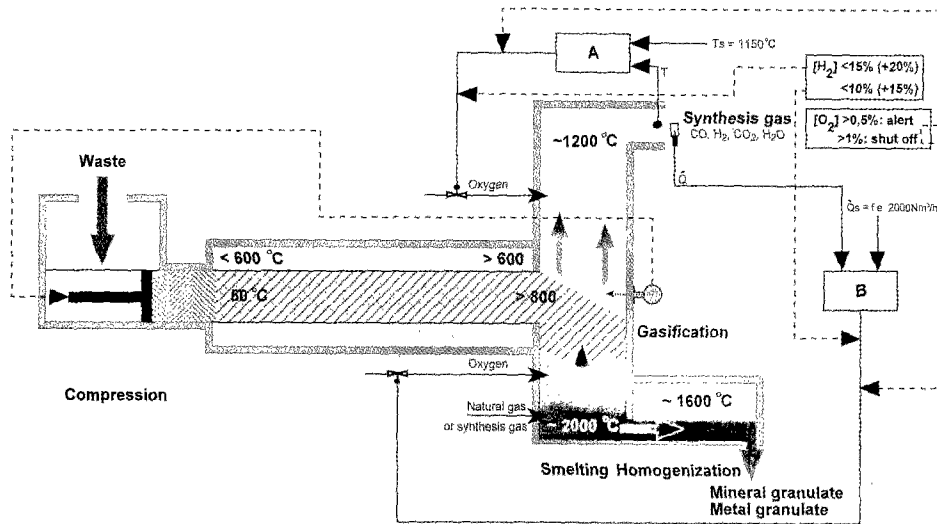 A
Ts = 1150°C
T
[H₂] <15% (+20%)
<10% (+15%)
[O₂] >0,5%: alert
>1%: shut off
Synthesis gas
CO, H₂, CO₂, H₂O
~1200 °C
Waste
Oxygen
Q̇
Q̇s = f.e 2000Nm³/h
B
< 600 °C
> 600
50 °C
> 800
Gasification
Oxygen
Compression
Natural gas
or synthesis gas
~ 2000 °C
~ 1600 °C
Smelting Homogenization
Mineral granulate
Metal granulate